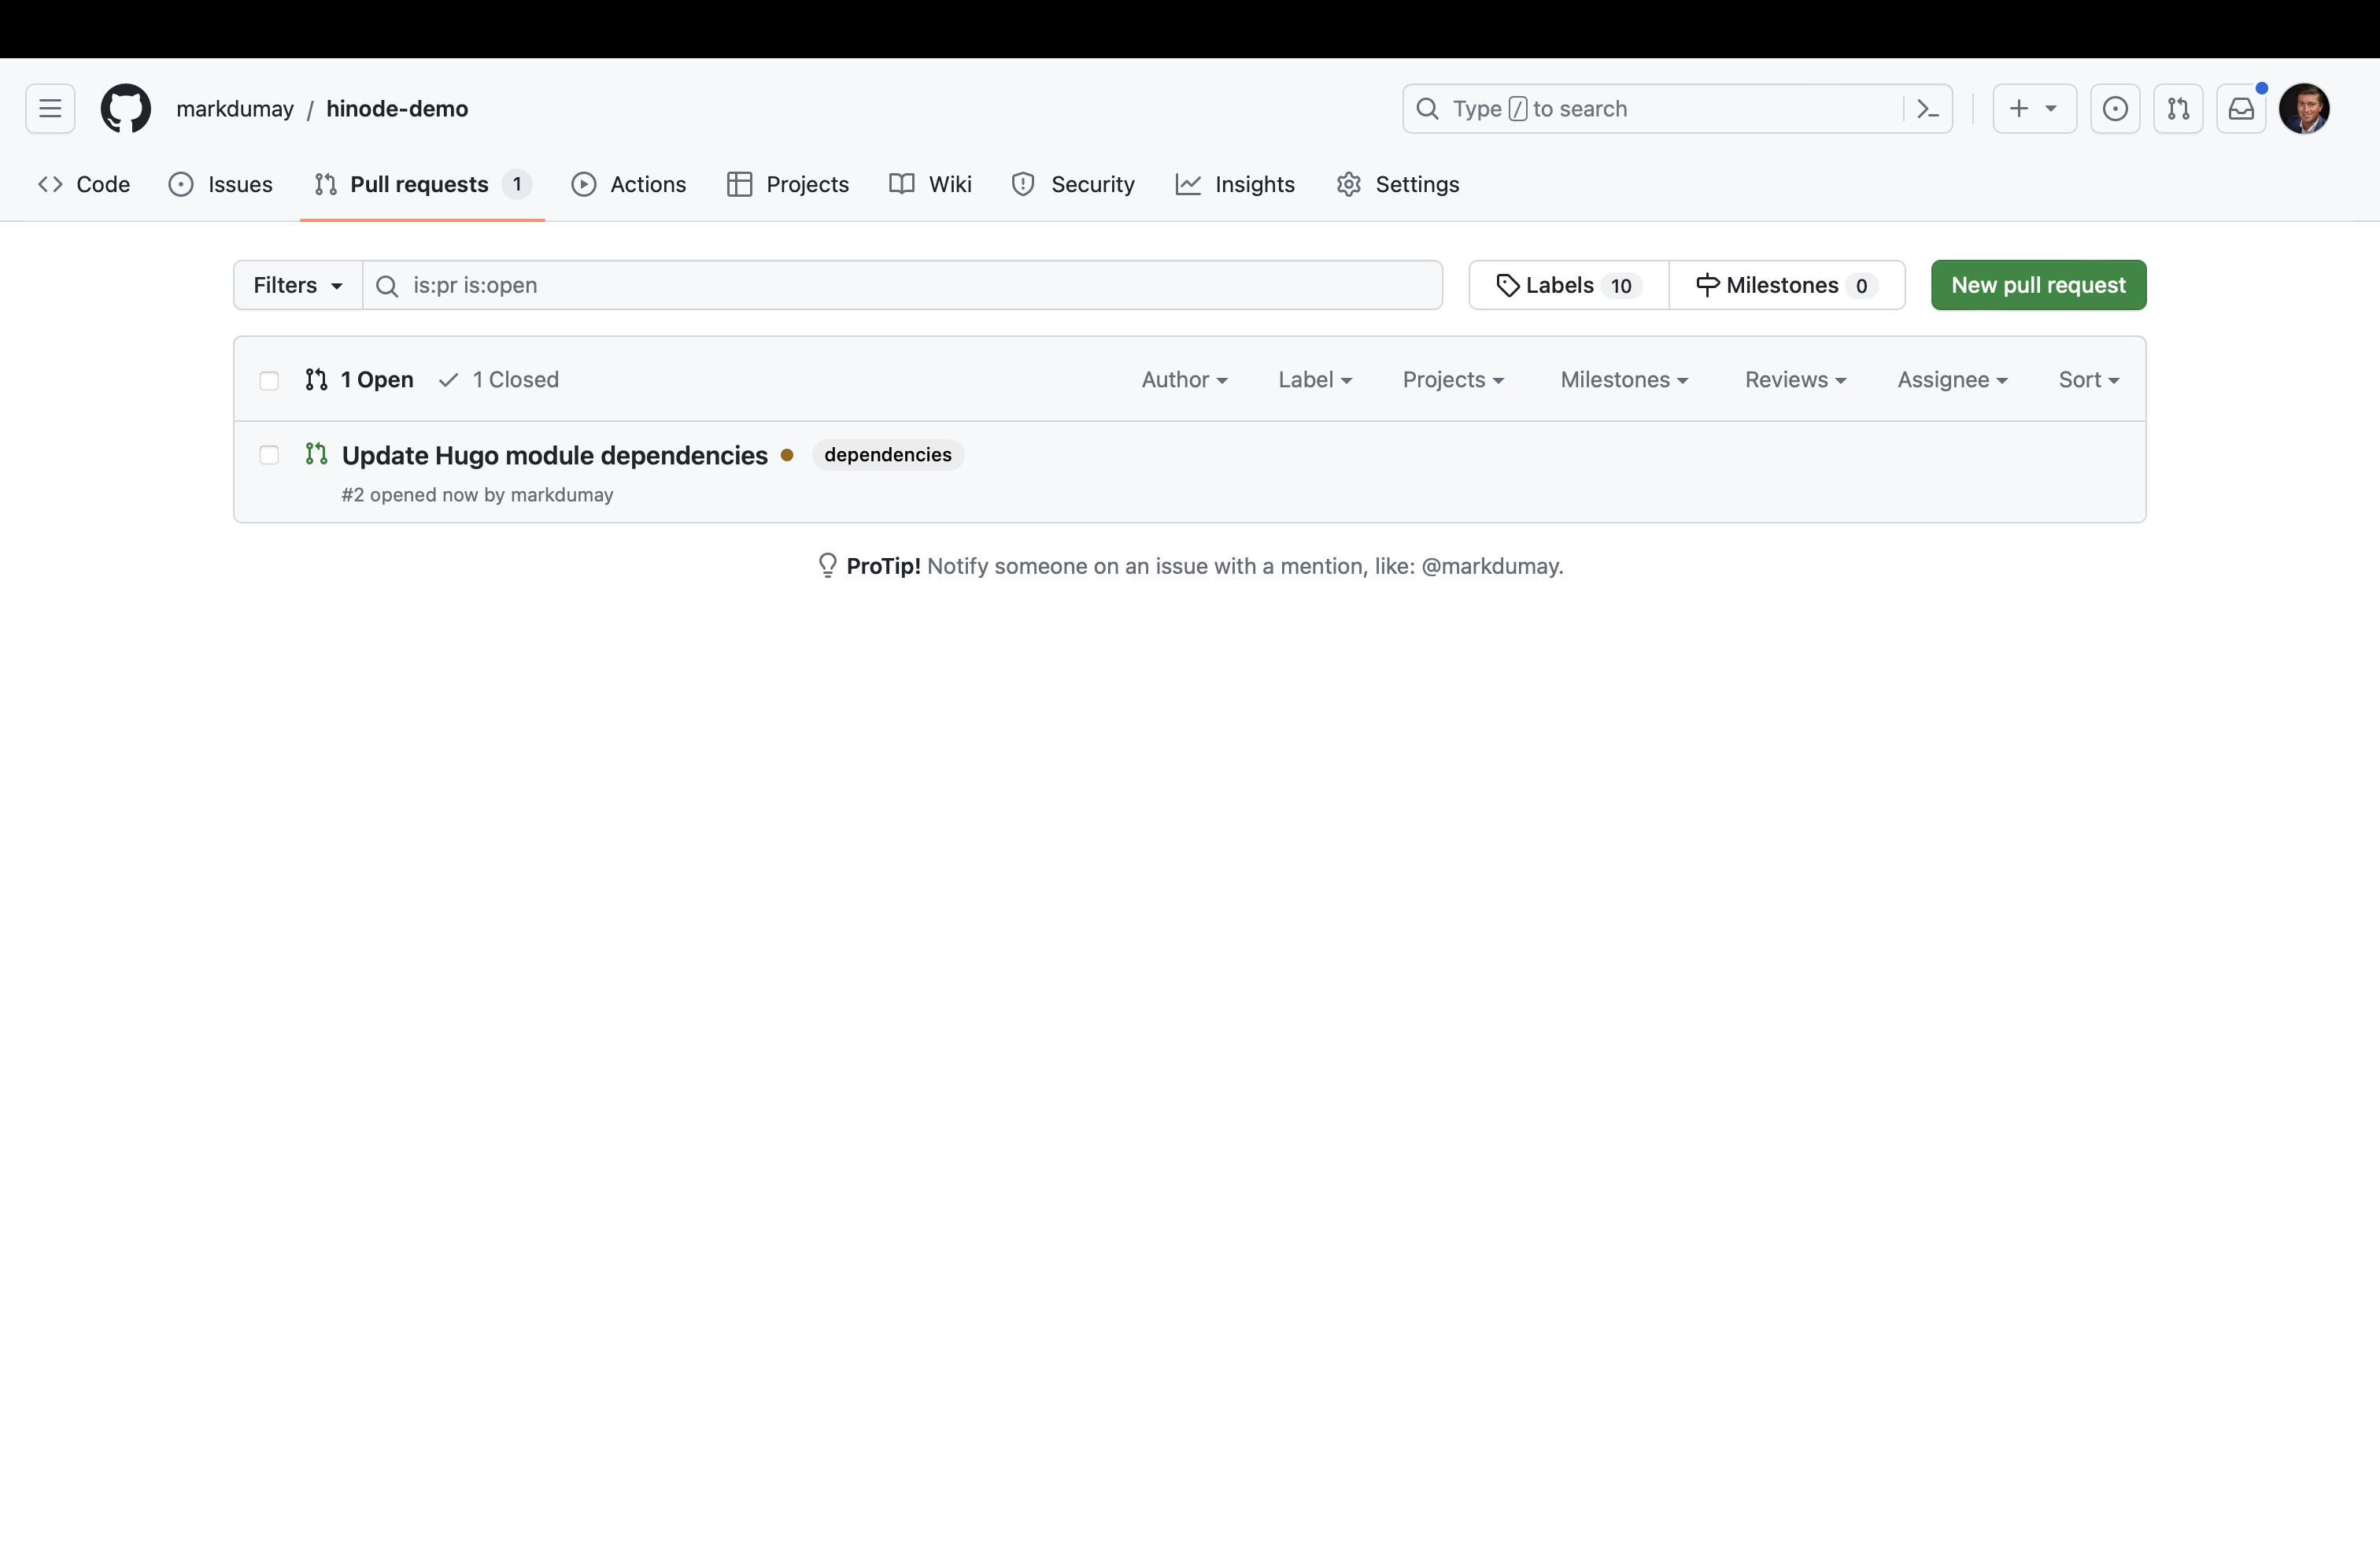 markdumay / hinode-demo
Type / to search
Code Issues Pull requests 1 Actions Projects Wiki Security Insights Settings
Filters is:pr is:open Labels 10 Milestones 0 New pull request
1 Open 1 Closed Author Label Projects Milestones Reviews Assignee Sort
Update Hugo module dependencies dependencies
#2 opened now by markdumay
ProTip! Notify someone on an issue with a mention, like: @markdumay.